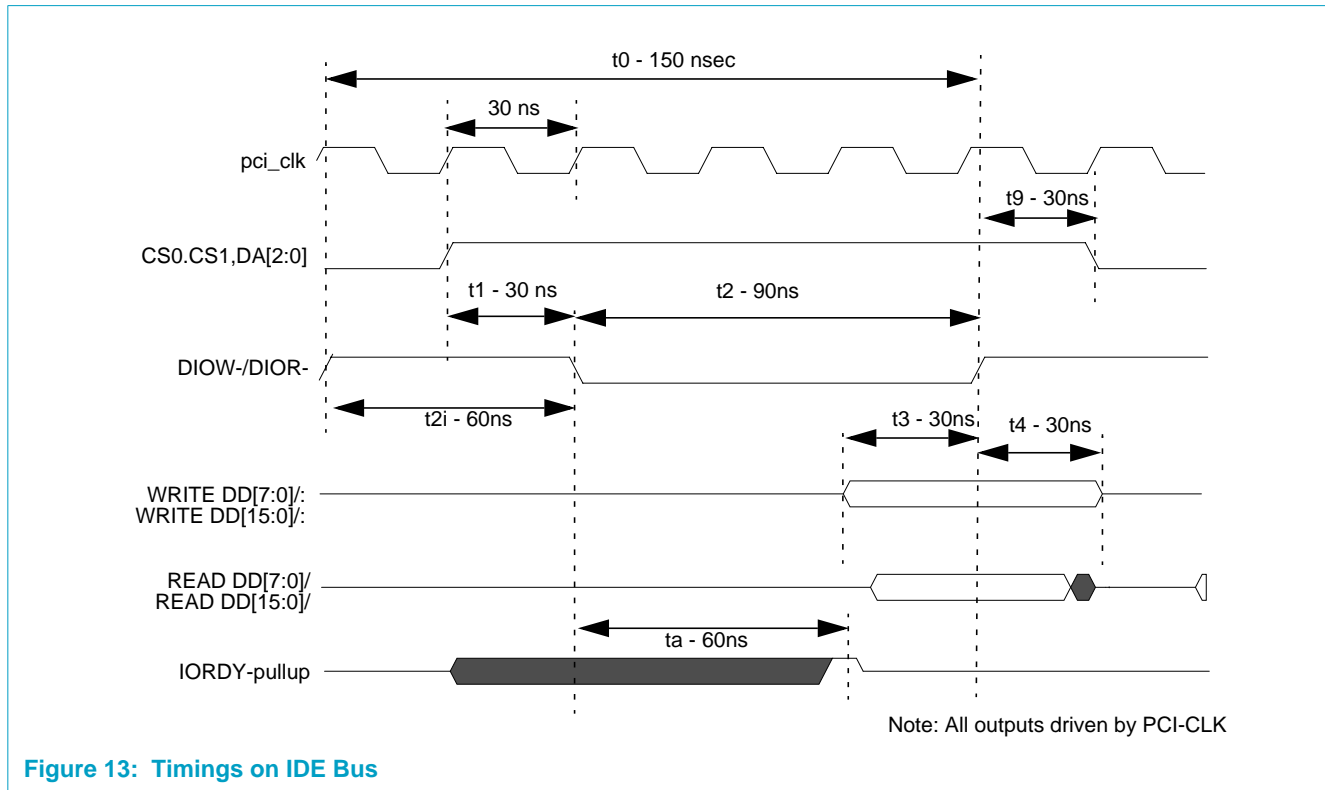 t0 - 150 nsec
30 ns
pci_clk
t9 - 30ns
CS0.CS1,DA[2:0]
t1 - 30 ns
t2 - 90ns
DIOW-/DIOR-
t2i - 60ns
t3 - 30ns
t4 - 30ns
WRITE DD[7:0]/:
WRITE DD[15:0]/:
READ DD[7:0]/
READ DD[15:0]/
ta - 60ns
IORDY-pullup
Note: All outputs driven by PCI-CLK
Figure 13: Timings on IDE Bus